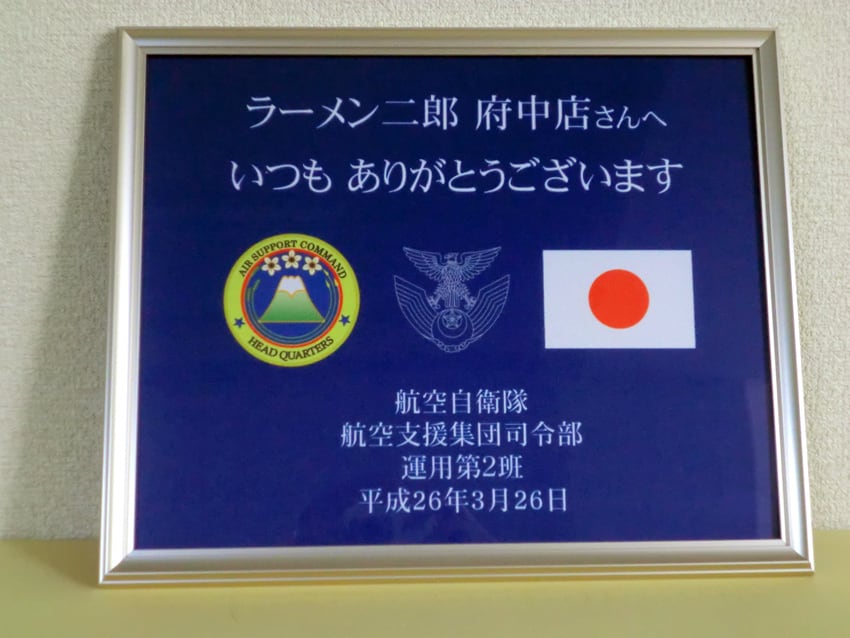 ラーメン二郎 府中店さんへ
いつも ありがとうございます
AIR SUPPORT COMMAND
HEAD QUARTERS
航空自衛隊
航空支援集団司令部
運用第2班
平成26年3月26日